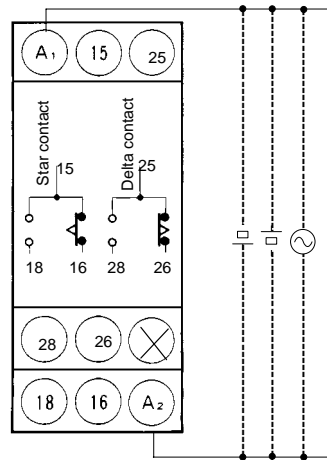 A1 15 25
Star contact
Delta contact
15 25
18 16 28 26
28 26
18 16 A2